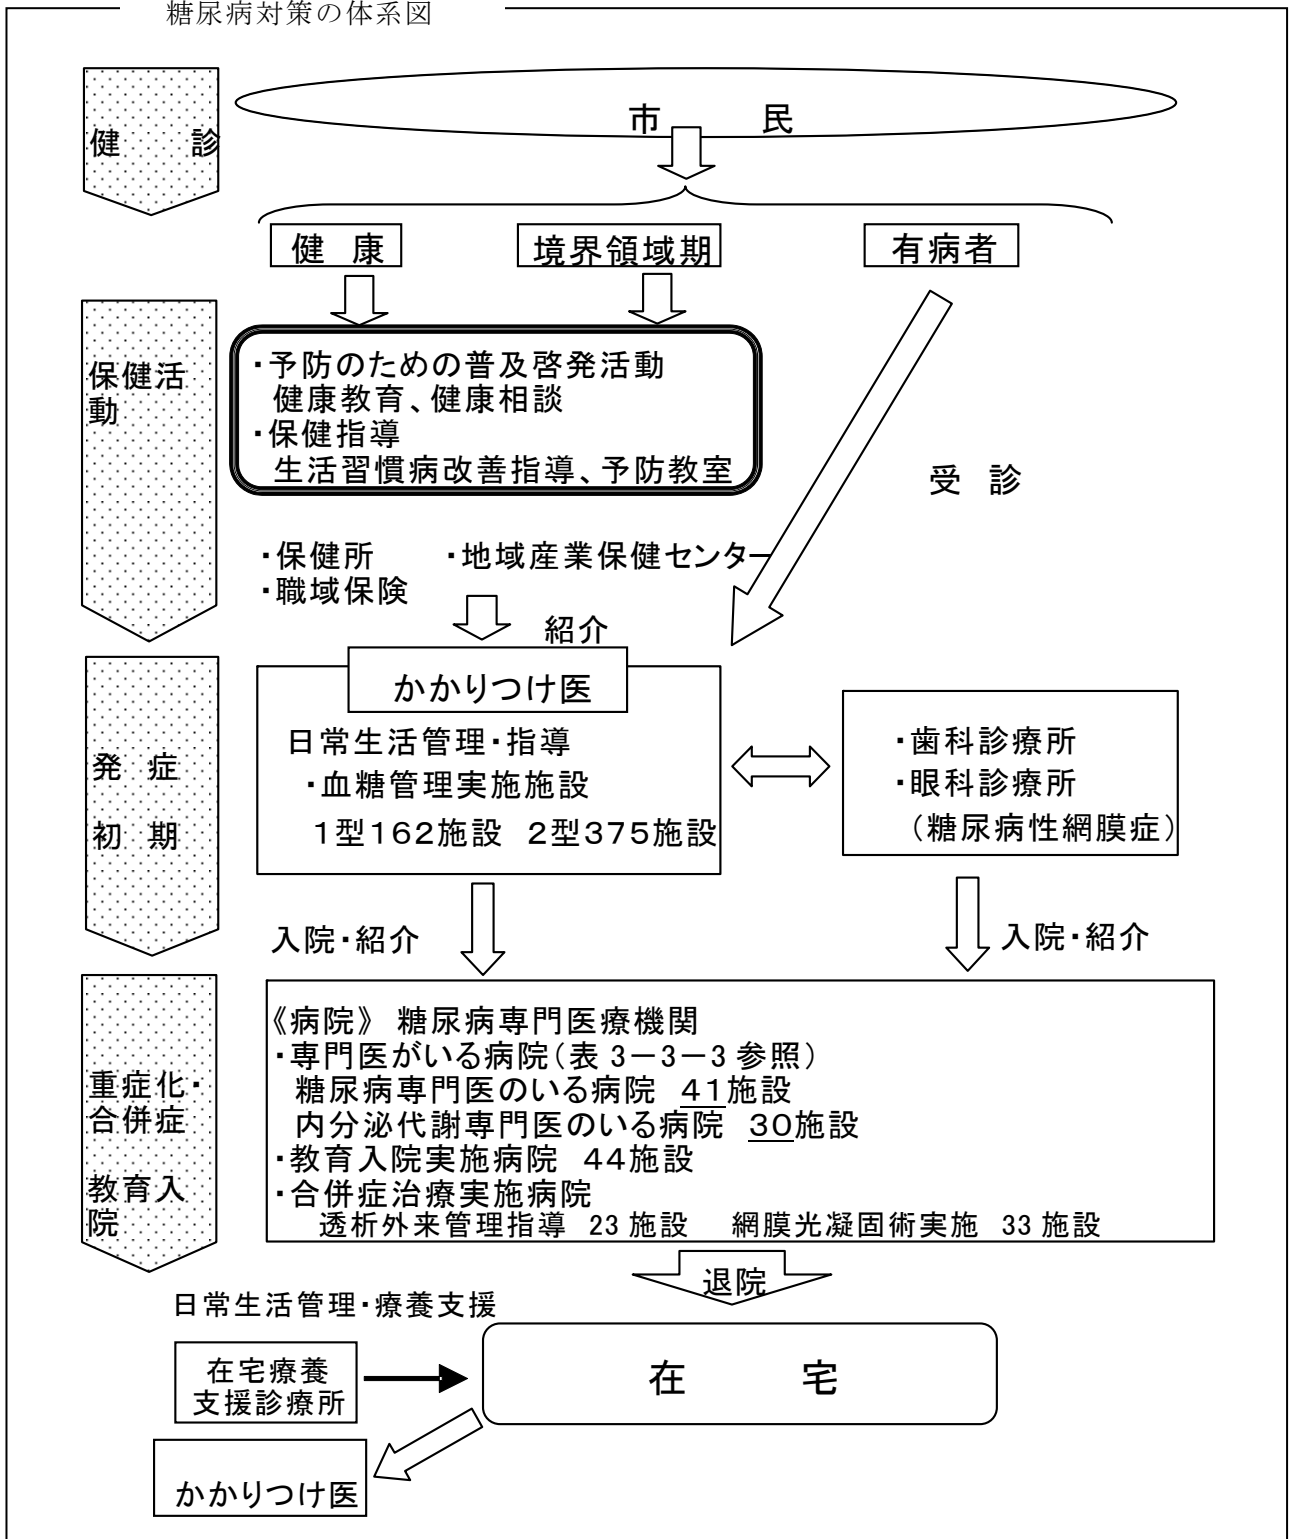 糖尿病対策の体系図
健　　診
市　　民
健　康
境界領域期
有病者
保健活
動
・予防のための普及啓発活動
健康教育、健康相談
・保健指導
生活習慣病改善指導、予防教室
受　診
・保健所　　・地域産業保健センター
・職域保険
紹介
発　症
初　期
かかりつけ医
日常生活管理・指導
・血糖管理実施施設
1型162施設　2型375施設
・歯科診療所
・眼科診療所
（糖尿病性網膜症）
入院・紹介
入院・紹介
重症化・
合併症
教育入
院
《病院》 糖尿病専門医療機関
・専門医がいる病院（表 3－3－3 参照）
糖尿病専門医のいる病院　41施設
内分泌代謝専門医のいる病院　30施設
・教育入院実施病院　44施設
・合併症治療実施病院
透析外来管理指導　23 施設　　網膜光凝固術実施　33 施設
退院
日常生活管理・療養支援
在宅療養
支援診療所
在　　宅
かかりつけ医